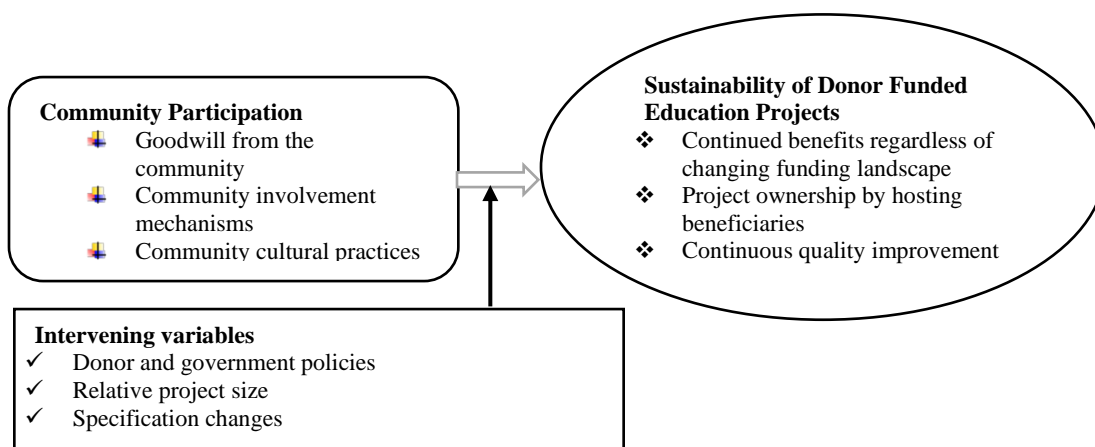 Community Participation
Goodwill from the
community
Community involvement
mechanisms
Community cultural practices
Sustainability of Donor Funded
Education Projects
Continued benefits regardless of
changing funding landscape
Project ownership by hosting
beneficiaries
Continuous quality improvement
Intervening variables
Donor and government policies
Relative project size
Specification changes